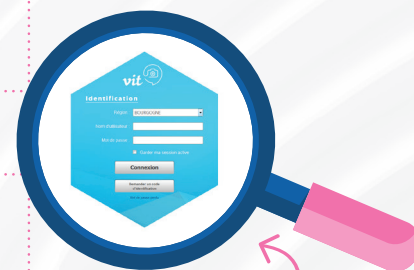 vit
Identification
Région BOURGOGNE
Nom d'utilisateur
Mot de passe
Garder ma session active
Connexion
Demander un code
d'identification